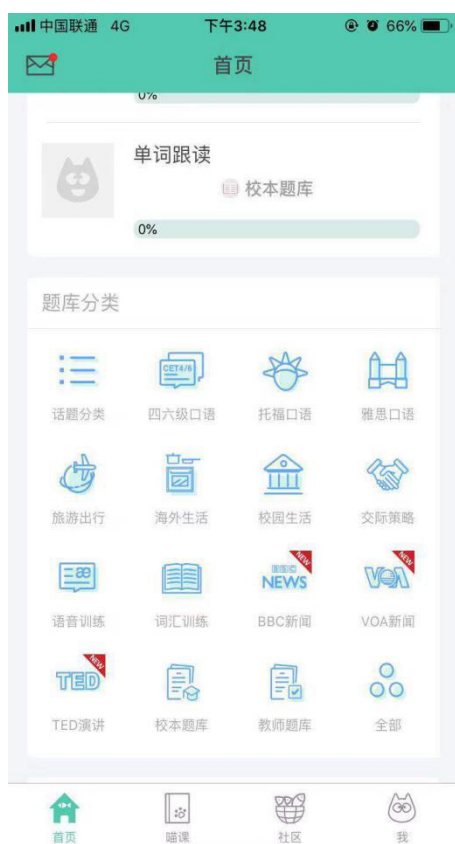 中国联通 4G 下午3:48 66%
首页
0%
单词跟读
校本题库
0%
题库分类
CET4/6
话题分类 四六级口语 托福口语 雅思口语
旅游出行 海外生活 校园生活 交际策略
æ BBC NEWS NEW VOA NEW
语音训练 词汇训练 BBC新闻 VOA新闻
TED NEW
TED演讲 校本题库 教师题库 全部
首页 喵课 社区 我